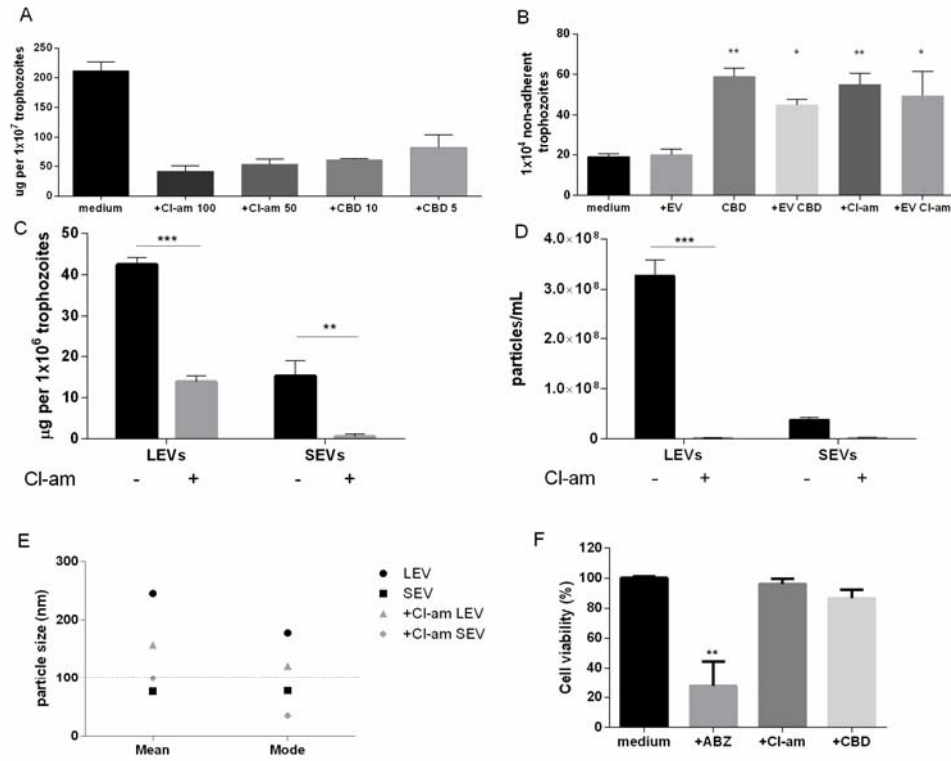 A
ug per 1x10⁷ trophozoites
250
200
150
100
50
0
medium +Cl-am 100 +Cl-am 50 +CBD 10 +CBD 5
B
1x10⁴ non-adherent
trophozoites
80
60
40
20
0
** * ** *
medium +EV CBD +EV CBD +Cl-am +EV Cl-am
C
µg per 1x10⁶ trophozoites
50
40
30
20
10
0
***
**
LEVs SEVs
Cl-am - + - +
D
particles/mL
4.0×10⁸
3.0×10⁸
2.0×10⁸
1.0×10⁸
0
***
LEVs SEVs
Cl-am - + - +
E
particle size (nm)
300
200
100
0
Mean Mode
LEV
SEV
+Cl-am LEV
+Cl-am SEV
F
Cell viability (%)
120
100
80
60
40
20
0
**
medium +ABZ +Cl-am +CBD